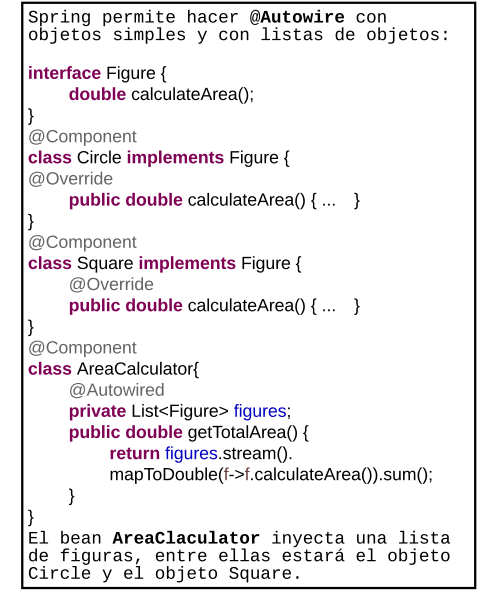 Spring permite hacer @Autowire con
objetos simples y con listas de objetos:
interface Figure {
double calculateArea();
}
@Component
class Circle implements Figure {
@Override
public double calculateArea() { ... }
}
@Component
class Square implements Figure {
@Override
public double calculateArea() { ... }
}
@Component
class AreaCalculator{
@Autowired
private List<Figure> figures;
public double getTotalArea() {
return figures.stream().
mapToDouble(f->f.calculateArea()).sum();
}
}
El bean AreaClaculator inyecta una lista
de figuras, entre ellas estará el objeto
Circle y el objeto Square.